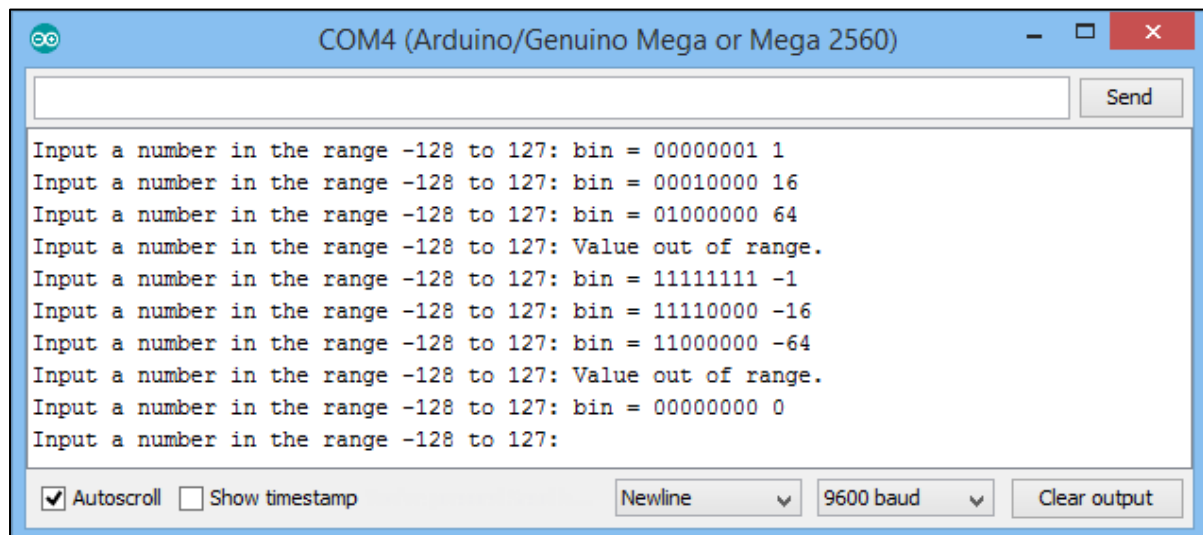 COM4 (Arduino/Genuino Mega or Mega 2560)
Send
Input a number in the range -128 to 127: bin = 00000001 1
Input a number in the range -128 to 127: bin = 00010000 16
Input a number in the range -128 to 127: bin = 01000000 64
Input a number in the range -128 to 127: Value out of range.
Input a number in the range -128 to 127: bin = 11111111 -1
Input a number in the range -128 to 127: bin = 11110000 -16
Input a number in the range -128 to 127: bin = 11000000 -64
Input a number in the range -128 to 127: Value out of range.
Input a number in the range -128 to 127: bin = 00000000 0
Input a number in the range -128 to 127:
Autoscroll Show timestamp Newline 9600 baud Clear output